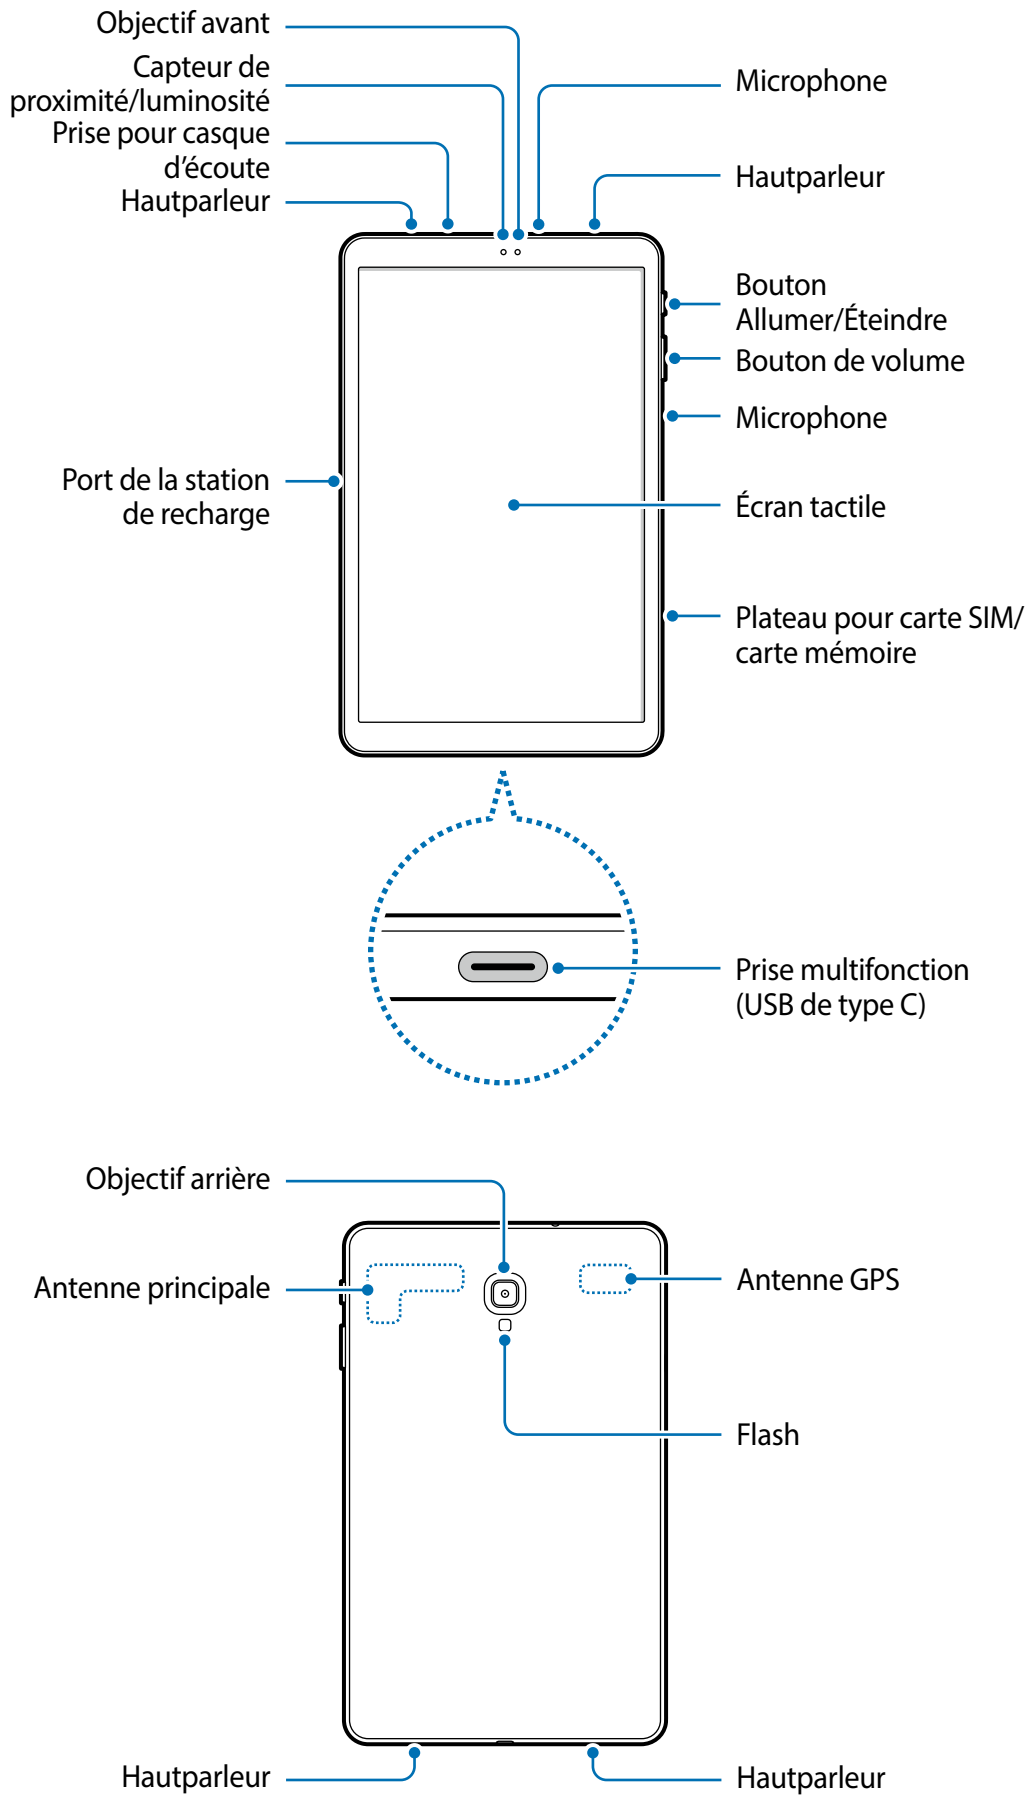 Objectif avant
Capteur de
proximité/luminosité
Prise pour casque
d'écoute
Hautparleur
Microphone
Hautparleur
Bouton
Allumer/Éteindre
Bouton de volume
Microphone
Port de la station
de recharge
Écran tactile
Plateau pour carte SIM/
carte mémoire
Prise multifonction
(USB de type C)
Objectif arrière
Antenne principale
Antenne GPS
Flash
Hautparleur
Hautparleur